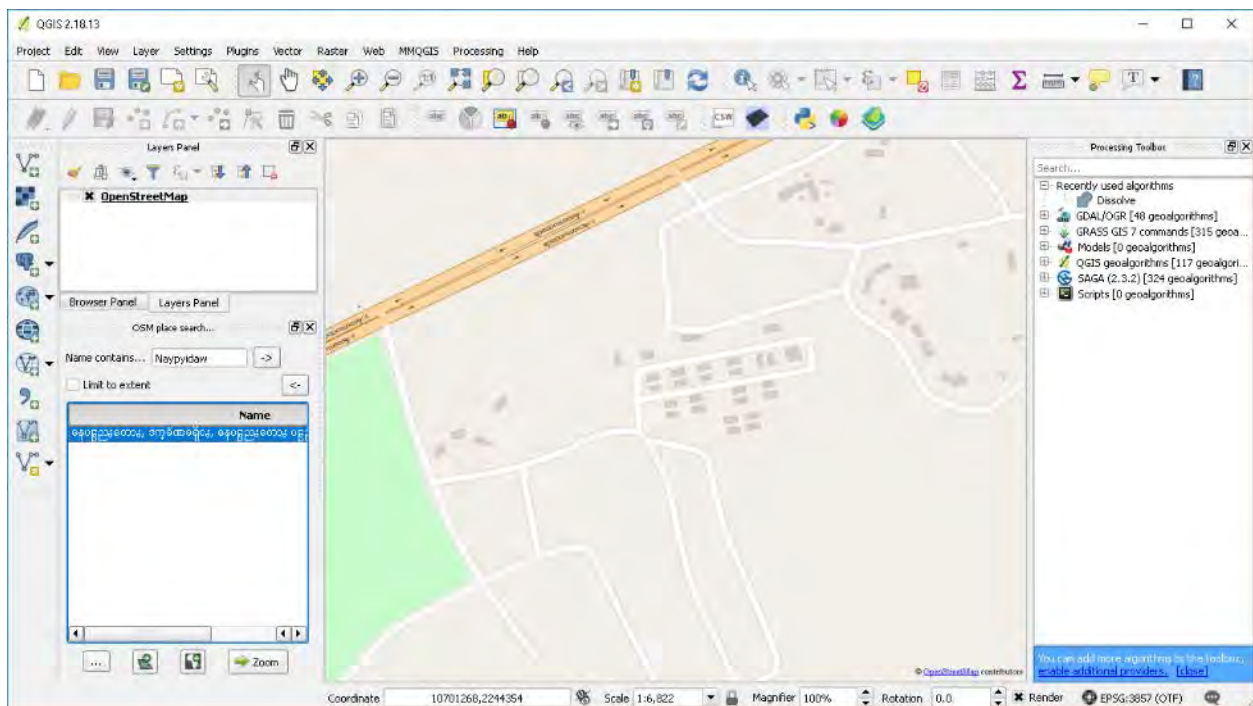 QGIS 2.18.13
Project Edit View Layer Settings Plugins Vector Raster Web MMQGIS Processing Help
CSW
Layers Panel
OpenStreetMap
Browser Panel Layers Panel
OSM place search...
Name contains... Naypyidaw ->
Limit to extent <-
Name
... Zoom
© OpenStreetMap contributors
Processing Toolbox
Search...
Recently used algorithms
Dissolve
GDAL/OGR [48 geoalgorithms]
GRASS GIS 7 commands [315 geoa...
Models [0 geoalgorithms]
QGIS geoalgorithms [117 geoalgori...
SAGA (2.3.2) [324 geoalgorithms]
Scripts [0 geoalgorithms]
You can add more algorithms to the toolbox,
enable additional providers. [close]
Coordinate 10701268,2244354 Scale 1:6,822 Magnifier 100% Rotation 0.0 Render EPSG:3857 (OTF)